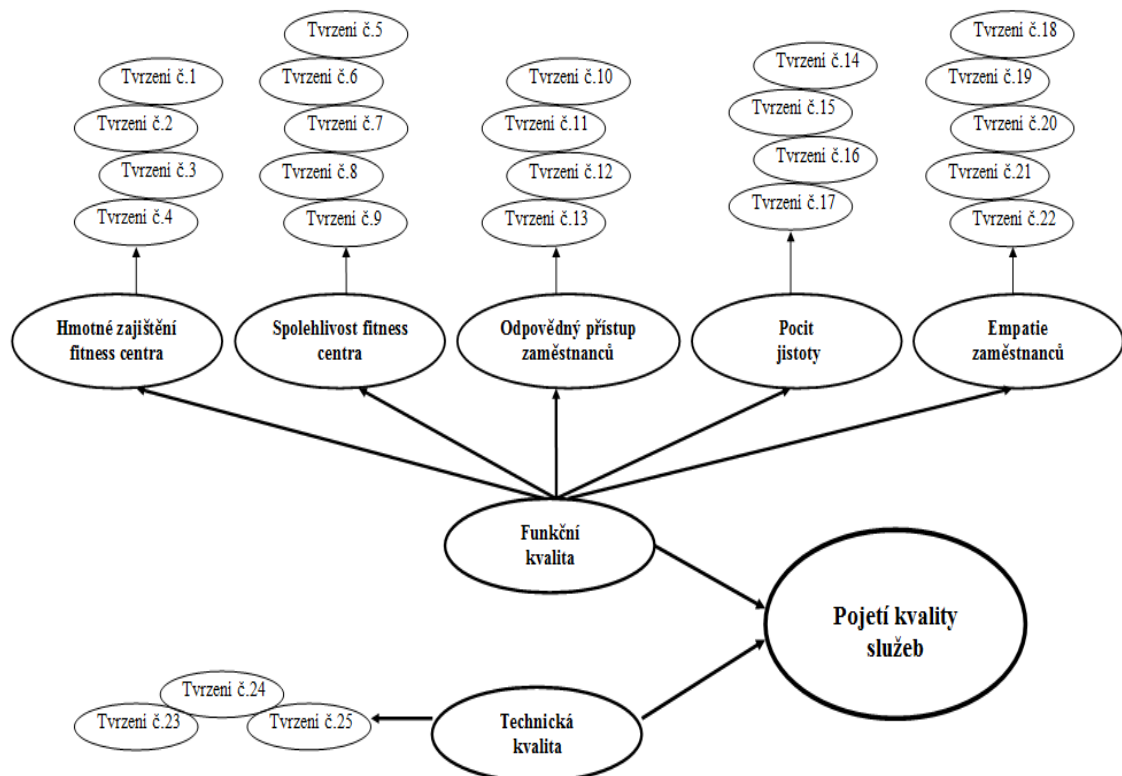 Tvrzeni č.1
Tvrzeni č.2
Tvrzeni č.3
Tvrzeni č.4
Tvrzeni č.5
Tvrzeni č.6
Tvrzeni č.7
Tvrzeni č.8
Tvrzeni č.9
Tvrzeni č.10
Tvrzeni č.11
Tvrzeni č.12
Tvrzeni č.13
Tvrzeni č.14
Tvrzeni č.15
Tvrzeni č.16
Tvrzeni č.17
Tvrzeni č.18
Tvrzeni č.19
Tvrzeni č.20
Tvrzeni č.21
Tvrzeni č.22
Hmotné zajištění
fitness centra
Spolehlivost fitness
centra
Odpovědný přístup
zaměstnanců
Pocit
jistoty
Empatie
zaměstnanců
Funkční
kvalita
Pojetí kvality
služeb
Tvrzeni č.24
Tvrzeni č.23
Tvrzeni č.25
Technická
kvalita